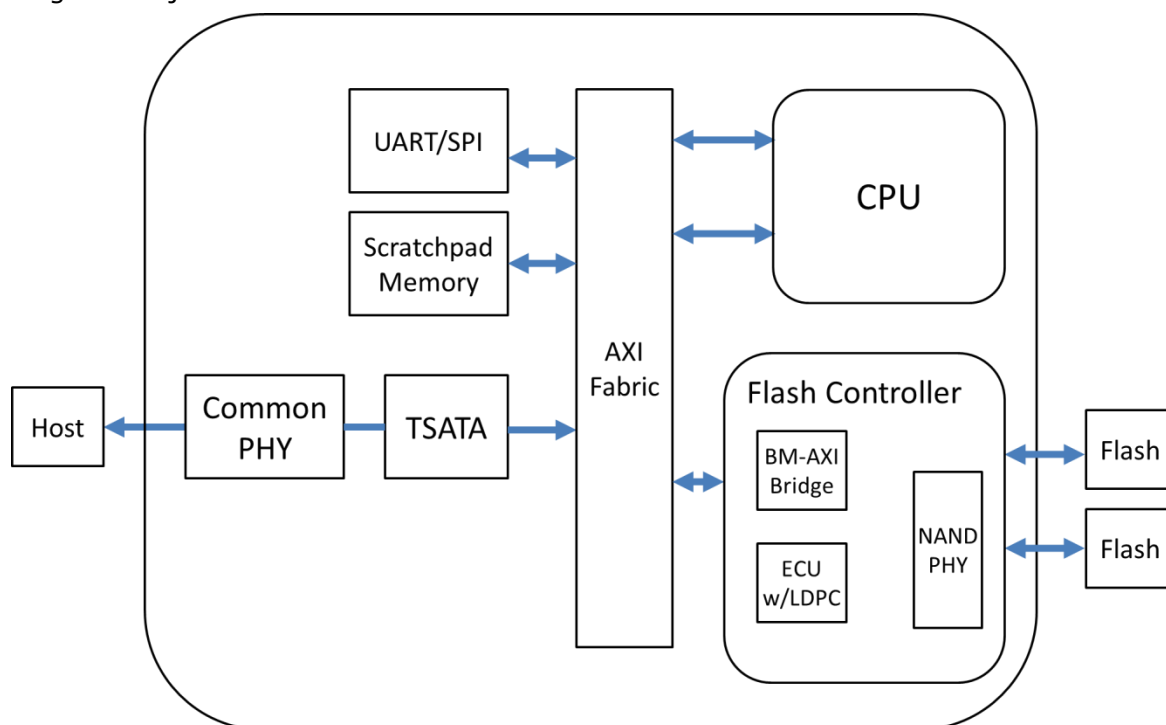 UART/SPI
Scratchpad
Memory
AXI
Fabric
CPU
Host
Common
PHY
TSATA
Flash Controller
BM-AXI
Bridge
ECU
w/LDPC
NAND
PHY
Flash
Flash